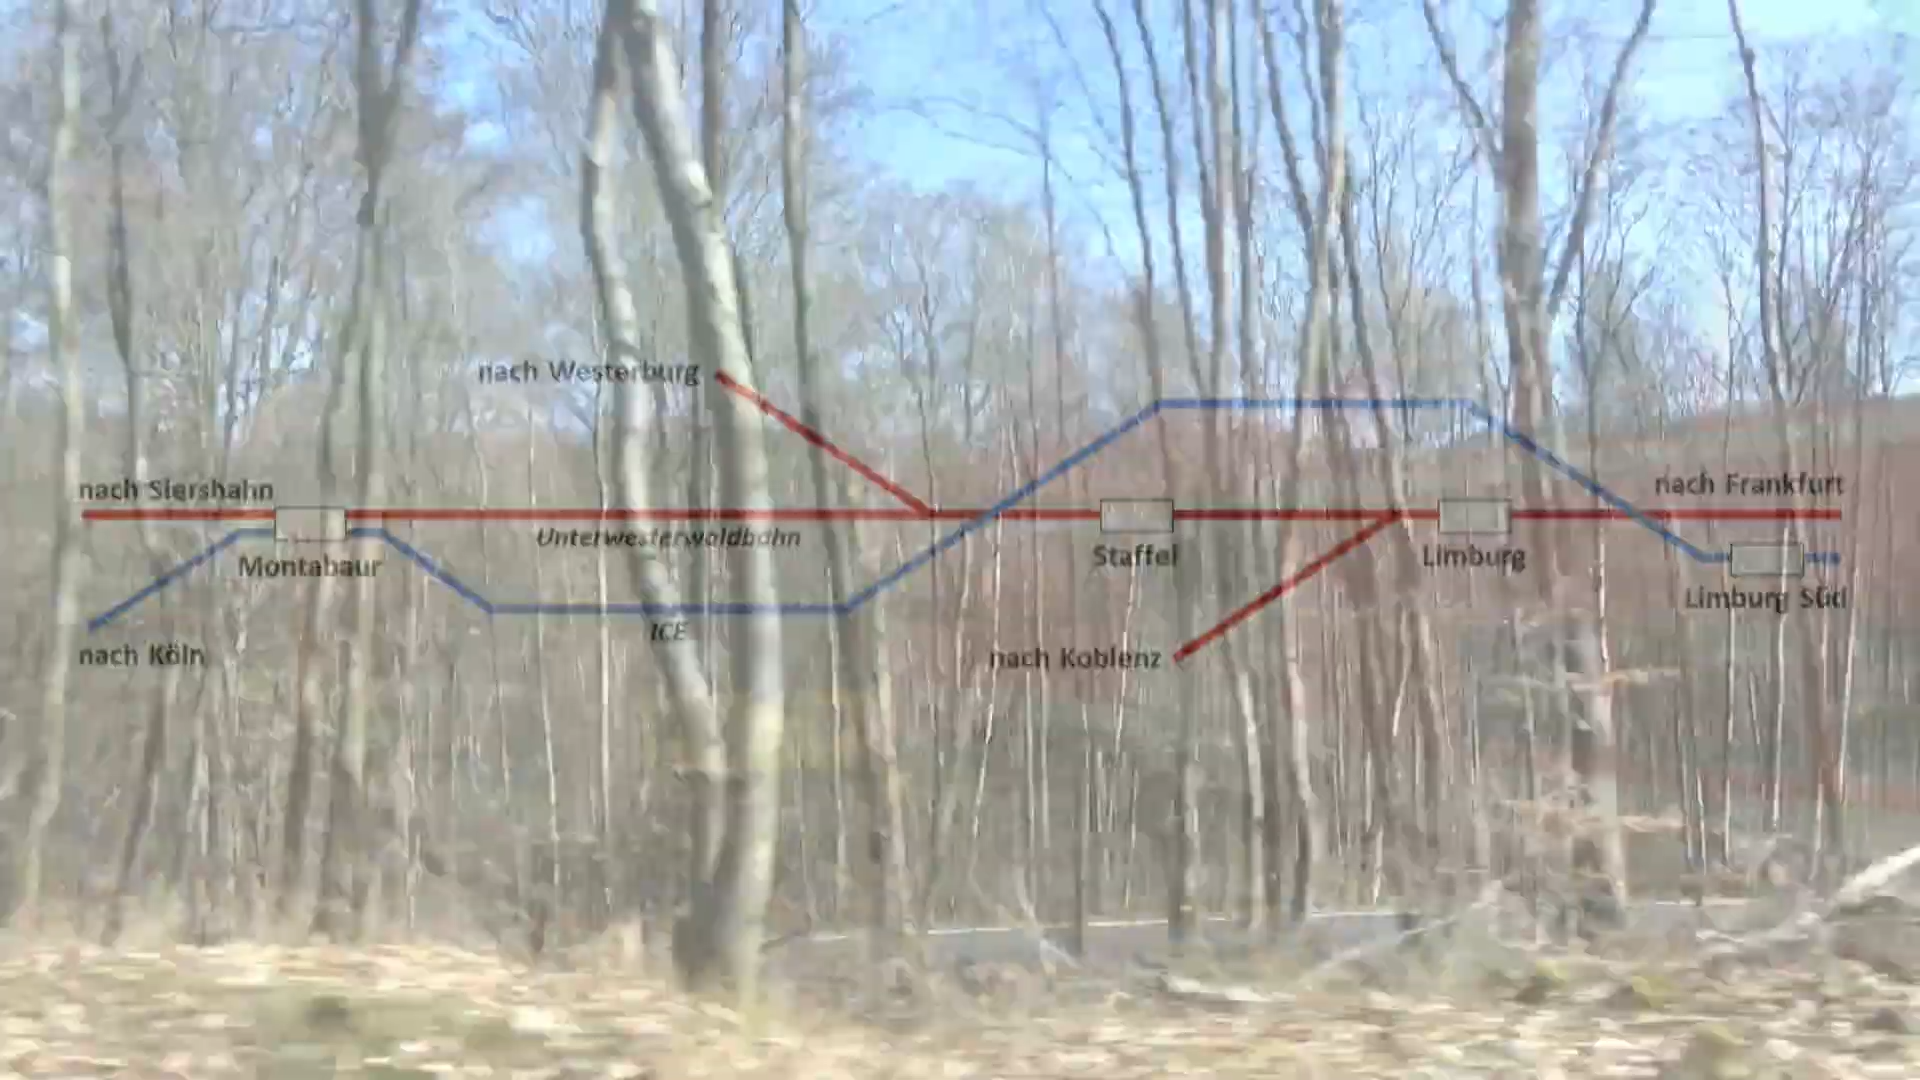 nach Westerburg
nach Siershahn
nach Frankfurt
Unterwesterwaldbahn
Montabaur
Staffel
Limburg
Limburg Süd
ICE
nach Köln
nach Koblenz